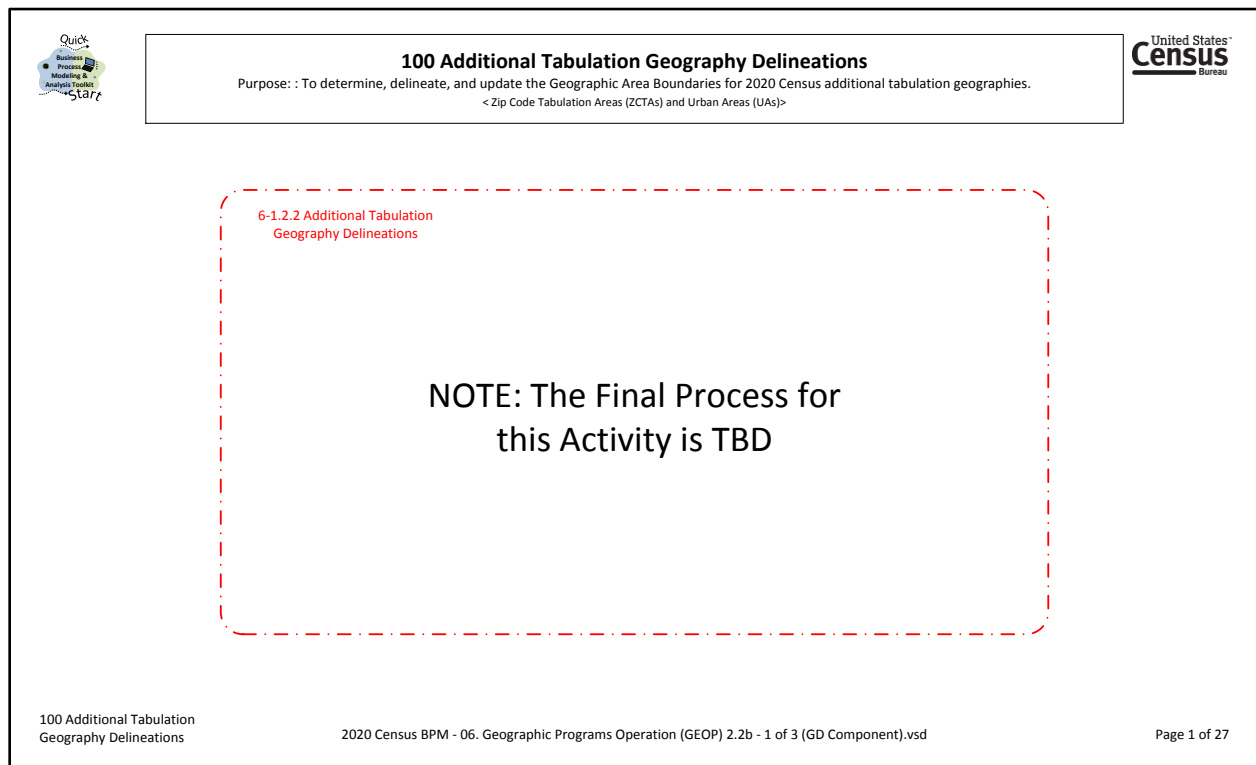 Quick
Business
Process
Modeling &
Analysis Toolkit
Start
100 Additional Tabulation Geography Delineations
Purpose: : To determine, delineate, and update the Geographic Area Boundaries for 2020 Census additional tabulation geographies.
< Zip Code Tabulation Areas (ZCTAs) and Urban Areas (UAs)>
United States™
Census
Bureau
6-1.2.2 Additional Tabulation
Geography Delineations
NOTE: The Final Process for
this Activity is TBD
100 Additional Tabulation
Geography Delineations
2020 Census BPM - 06. Geographic Programs Operation (GEOP) 2.2b - 1 of 3 (GD Component).vsd
Page 1 of 27